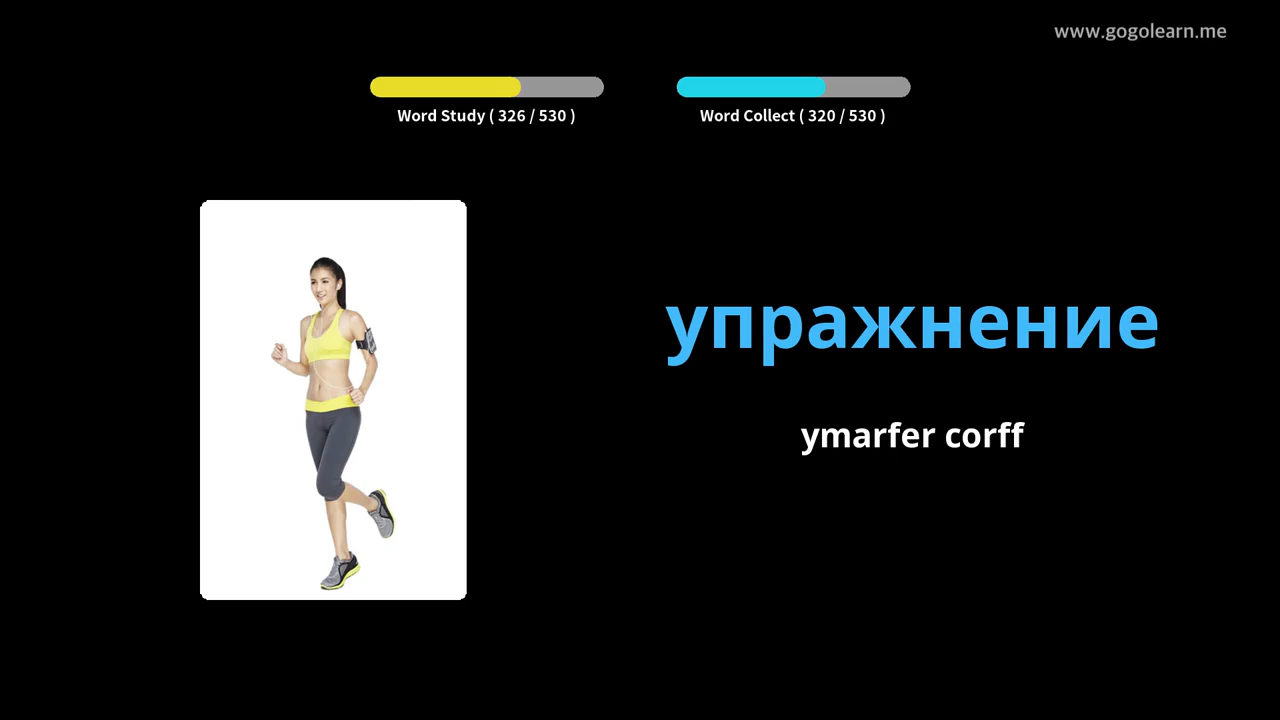 www.gogolearn.me
Word Study ( 326 / 530 )
Word Collect ( 320 / 530 )
упражнение
ymarfer corff